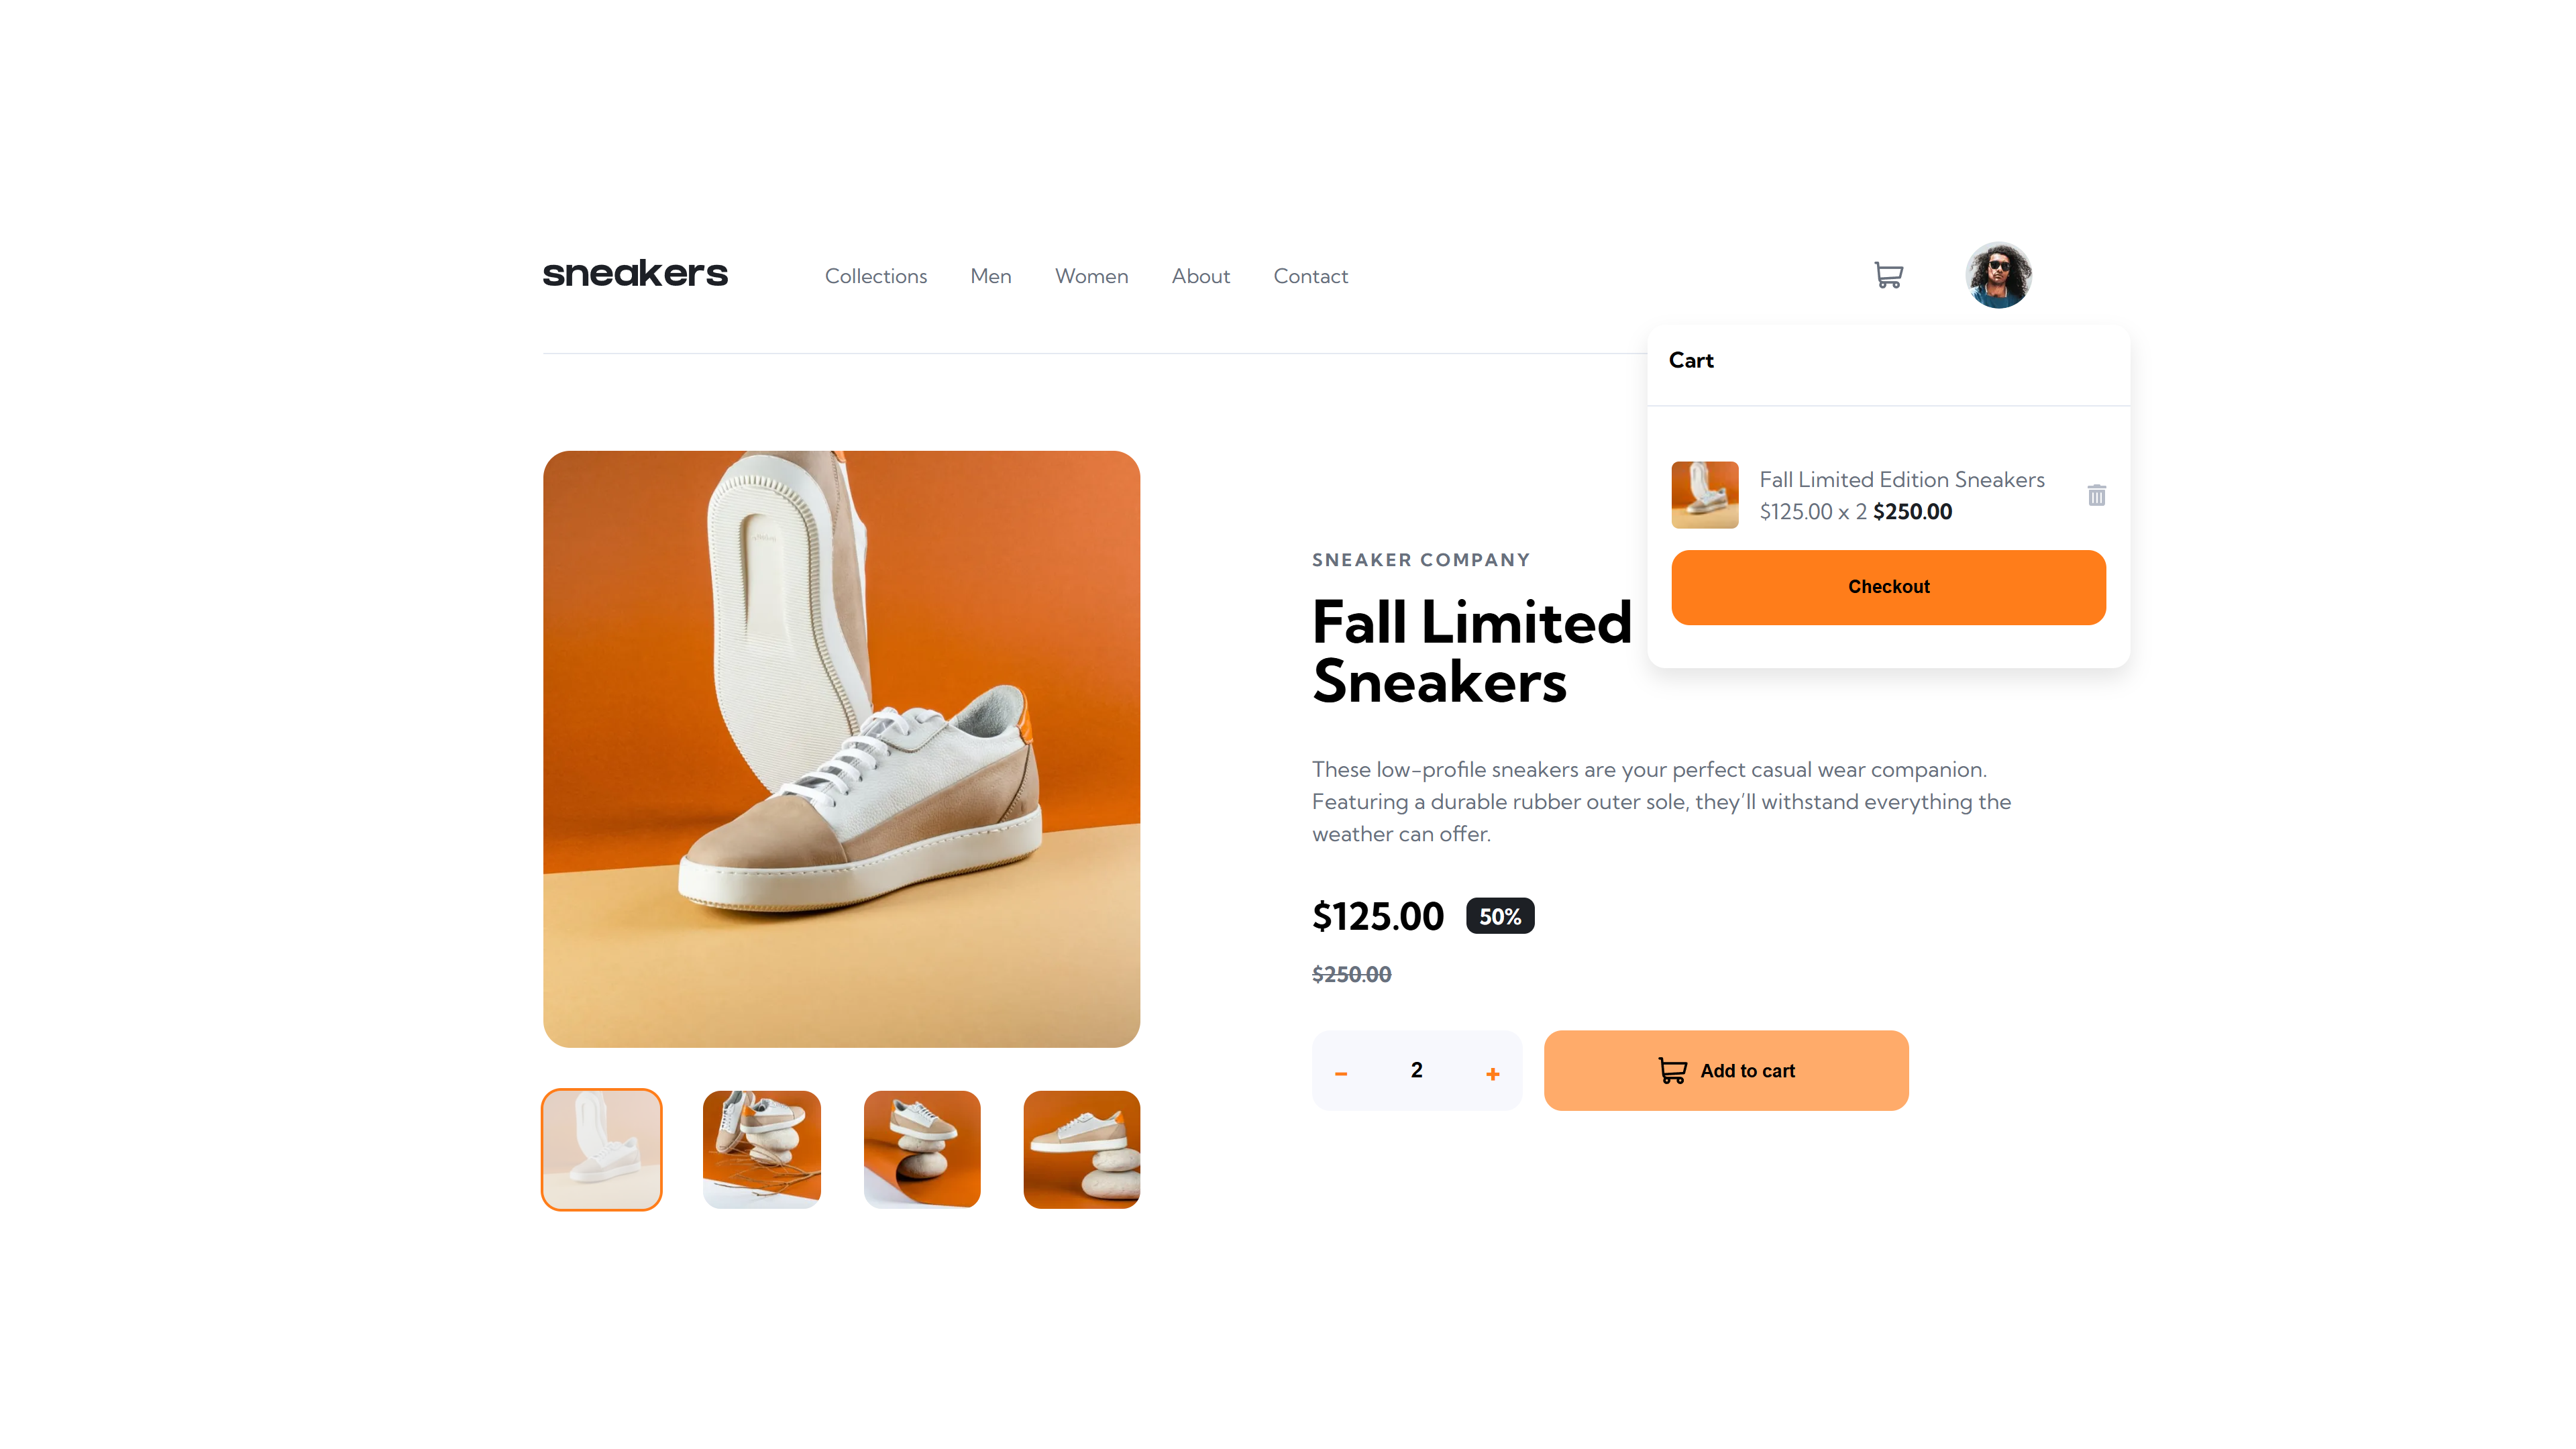 sneakers
Collections Men Women About Contact
Cart
Fall Limited Edition Sneakers
$125.00 x 2 $250.00
Checkout
SNEAKER COMPANY
Fall Limited
Sneakers
These low-profile sneakers are your perfect casual wear companion.
Featuring a durable rubber outer sole, they’ll withstand everything the
weather can offer.
$125.00 50%
$250.00
- 2 + Add to cart